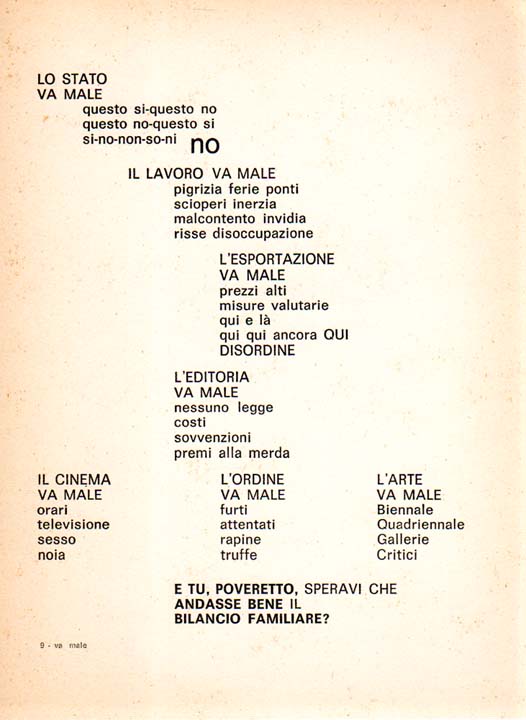 LO STATO
VA MALE
questo si-questo no
questo no-questo si
si-no-non-so-ni no
IL LAVORO VA MALE
pigrizia ferie ponti
scioperi inerzia
malcontento invidia
risse disoccupazione
L'ESPORTAZIONE
VA MALE
prezzi alti
misure valutarie
qui e là
qui qui ancora QUI
DISORDINE
L'EDITORIA
VA MALE
nessuno legge
costi
sovvenzioni
premi alla merda
IL CINEMA
VA MALE
orari
televisione
sesso
noia
L'ORDINE
VA MALE
furti
attentati
rapine
truffe
L'ARTE
VA MALE
Biennale
Quadriennale
Gallerie
Critici
E TU, POVERETTO, SPERAVI CHE
ANDASSE BENE IL
BILANCIO FAMILIARE?
9 - va male